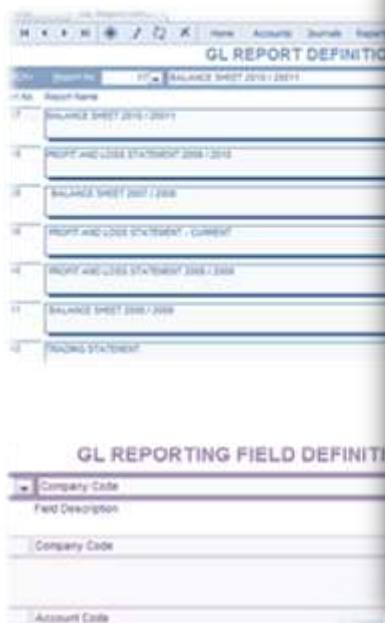 Home Accounts Journals Report
GL REPORT DEFINITIO
Report No 17 BALANCE SHEET 2010 / 20011
Report Name
17 BALANCE SHEET 2010 / 20011
PROFIT AND LOSS STATEMENT 2009 / 2010
BALANCE SHEET 2007 / 2008
PROFIT AND LOSS STATEMENT - CURRENT
PROFIT AND LOSS STATEMENT 2008 / 2009
BALANCE SHEET 2008 / 2009
TRADING STATEMENT
GL REPORTING FIELD DEFINITI
Company Code
Field Description
Company Code
Account Code